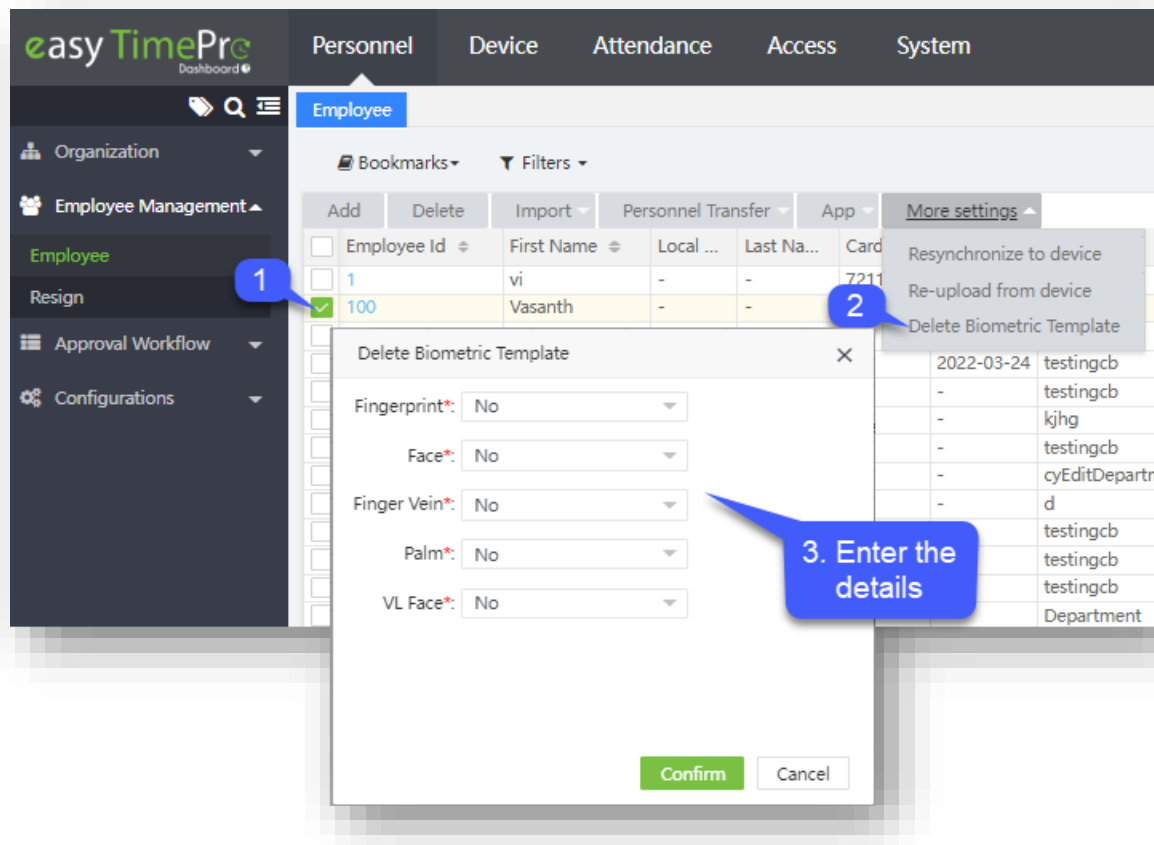 easy TimePro
Dashboard
Personnel Device Attendance Access System
Employee
Organization
Bookmarks Filters
Employee Management
Add Delete Import Personnel Transfer App More settings
Employee Id First Name Local ... Last Na... Card
Resynchronize to device
Employee
1 vi - - 7211
Re-upload from device
1
100 Vasanth - -
2
Resign
Delete Biometric Template
Delete Biometric Template
Approval Workflow
2022-03-24 testingcb
- testingcb
Configurations
Fingerprint*: No
- kjhg
Face*: No
- testingcb
- cyEditDepartm
Finger Vein*: No
- d
3. Enter the
details
testingcb
Palm*: No
testingcb
testingcb
VL Face*: No
Department
Confirm Cancel